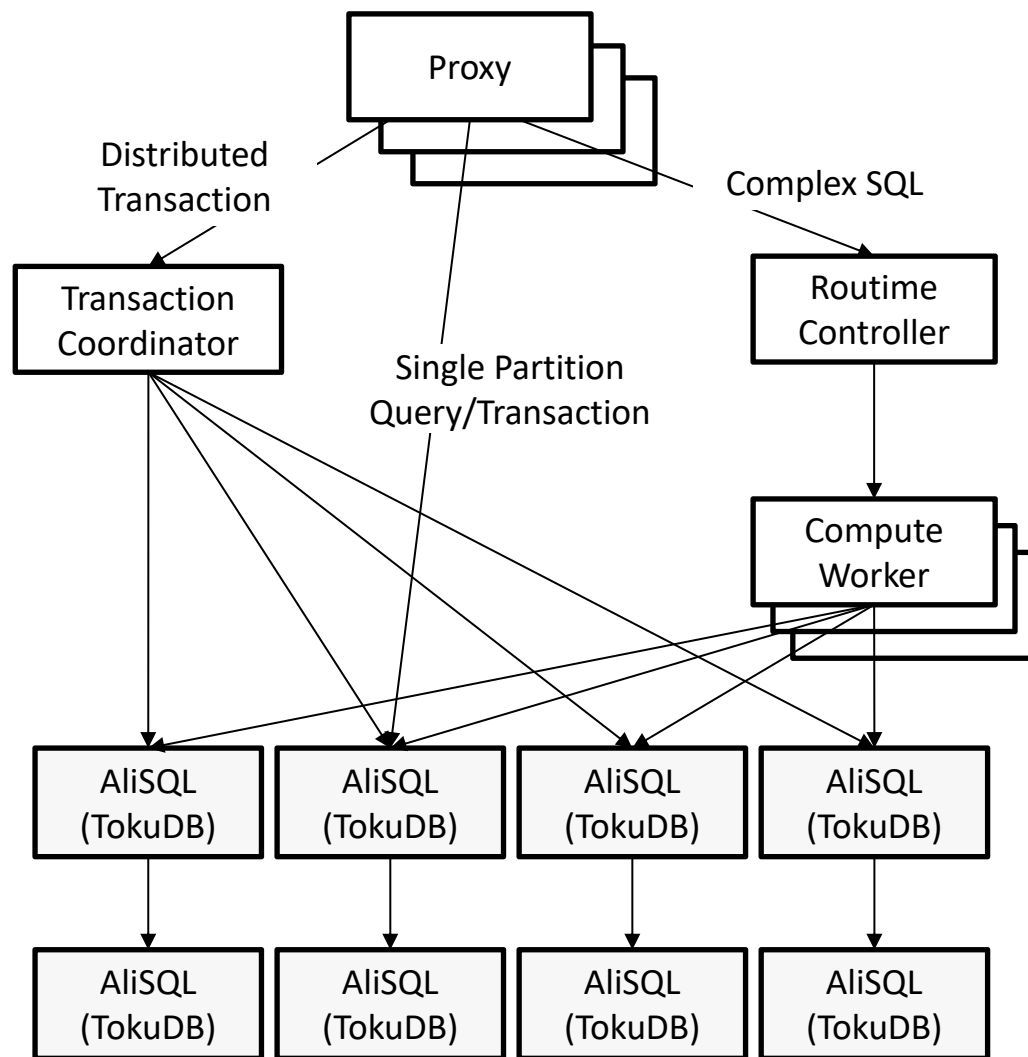 Proxy
Distributed
Transaction
Complex SQL
Transaction
Coordinator
Routime
Controller
Single Partition
Query/Transaction
Compute
Worker
AliSQL
(TokuDB)
AliSQL
(TokuDB)
AliSQL
(TokuDB)
AliSQL
(TokuDB)
AliSQL
(TokuDB)
AliSQL
(TokuDB)
AliSQL
(TokuDB)
AliSQL
(TokuDB)